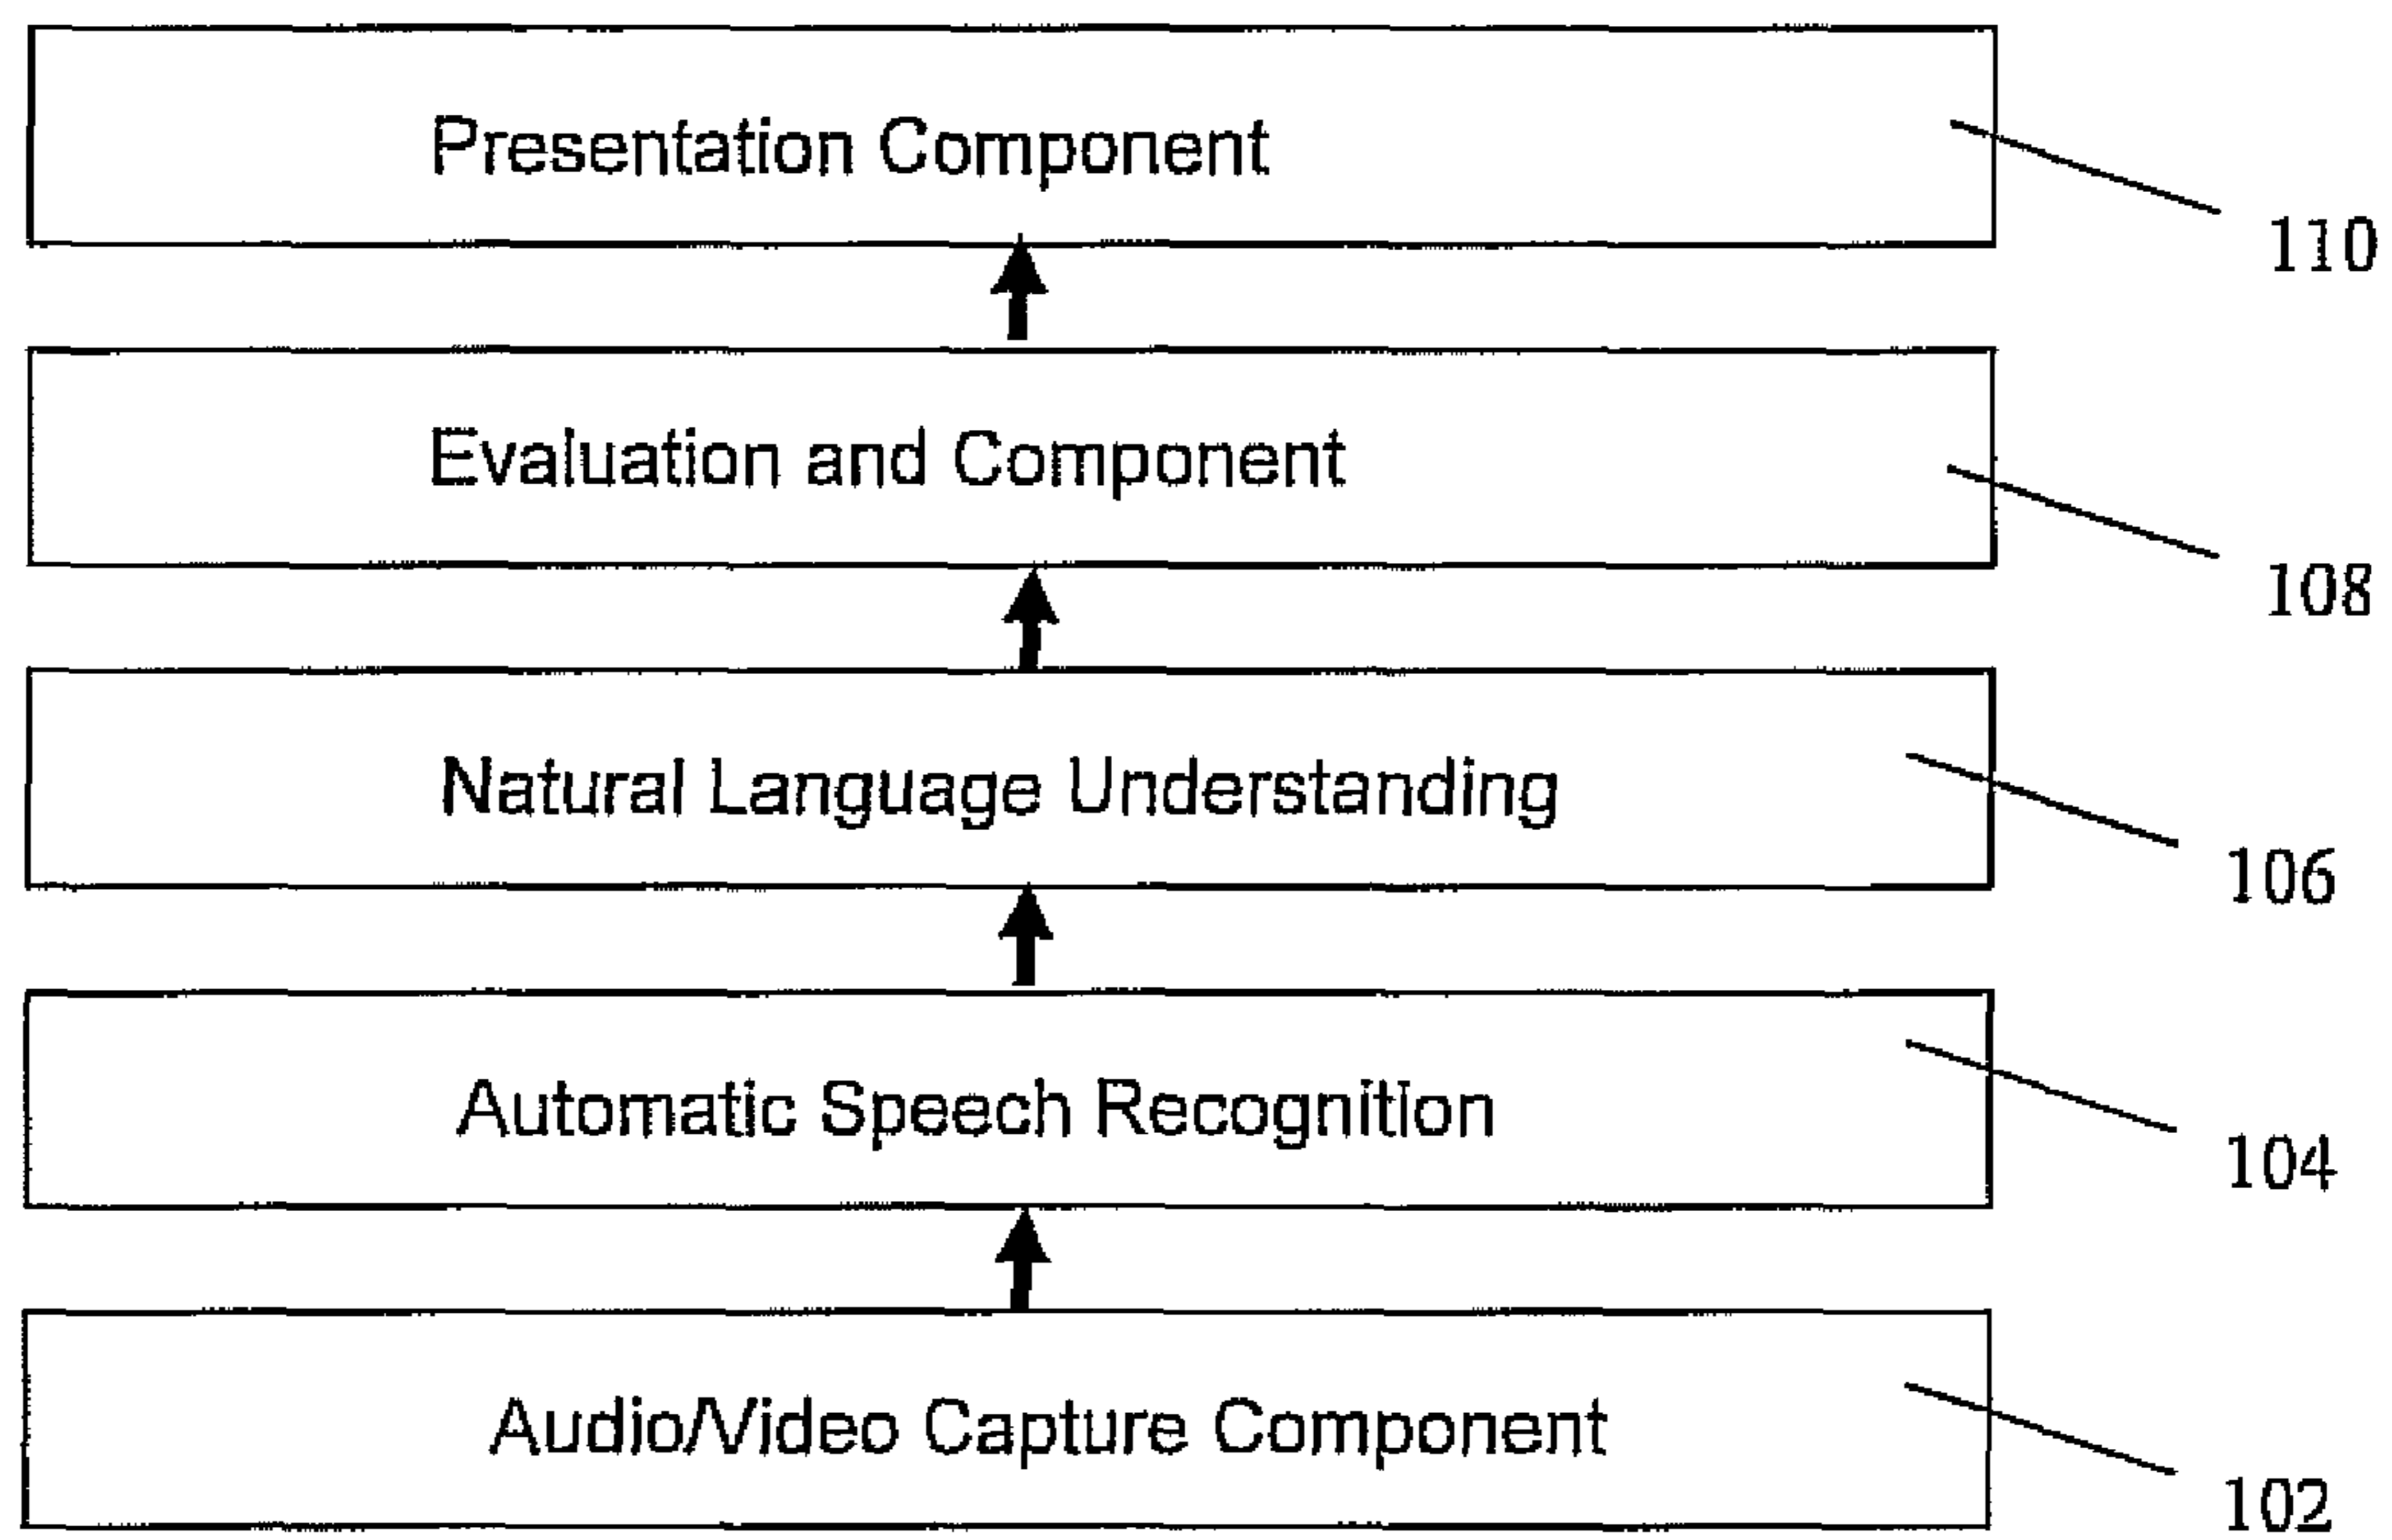 Presentation Component
110
Evaluation and Component
108
Natural Language Understanding
106
Automatic Speech Recognition
104
Audio/Video Capture Component
102